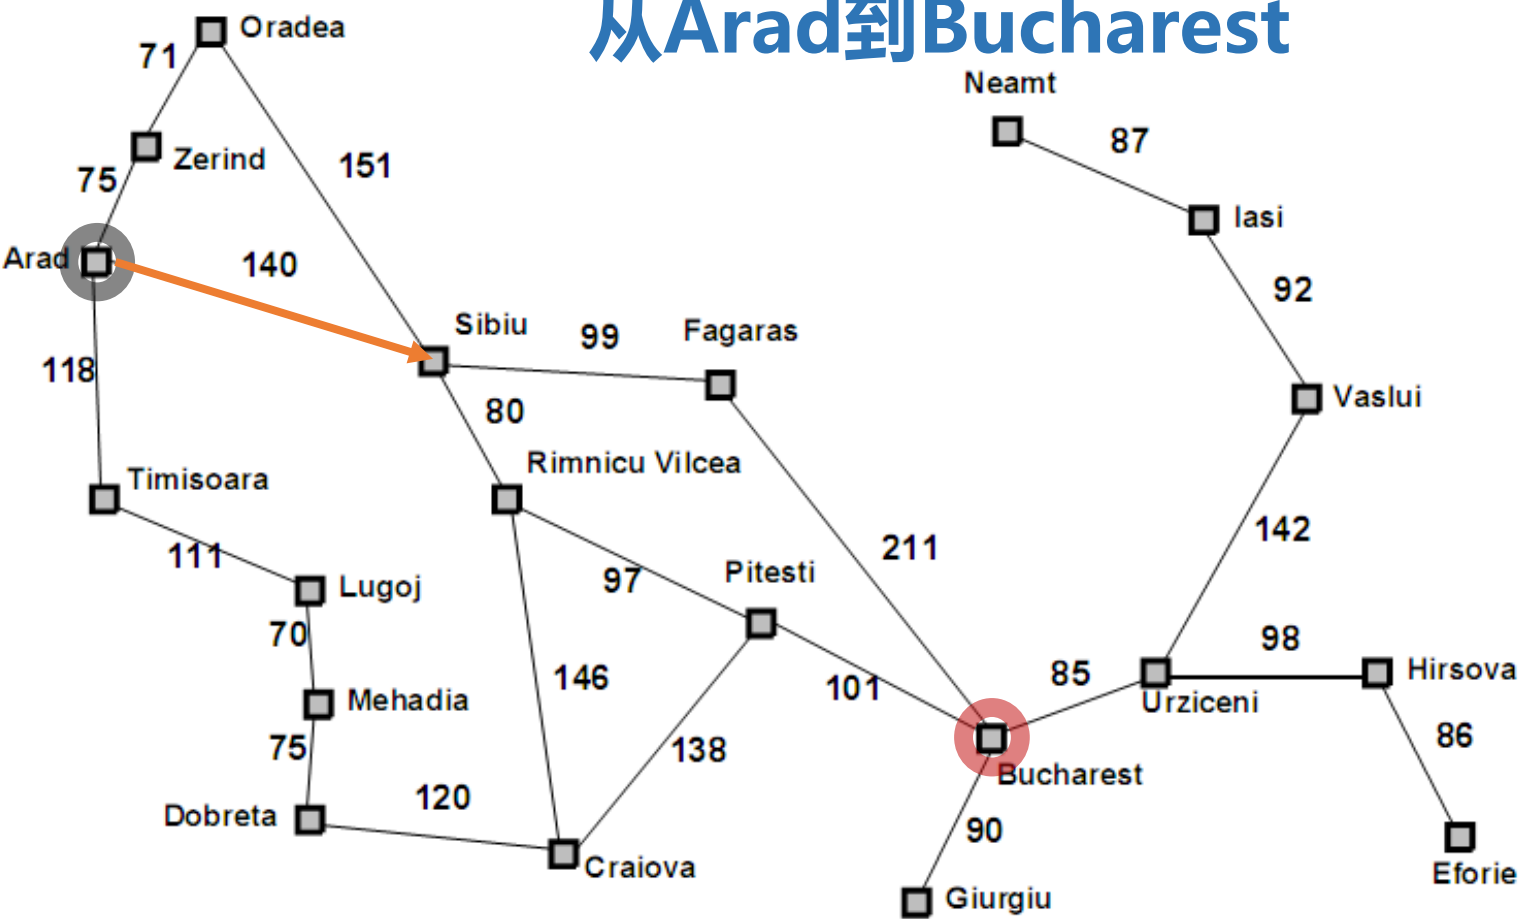 从Arad到Bucharest
Oradea
71
Neamt
87
Zerind
151
75
Iasi
Arad
140
92
Sibiu
99
Fagaras
118
80
Vaslui
Rimnicu Vilcea
Timisoara
142
111
211
97
Pitesti
Lugoj
70
98
146
85
Hirsova
101
Urziceni
Mehadia
75
138
86
Bucharest
120
Dobreta
90
Craiova
Eforie
Giurgiu